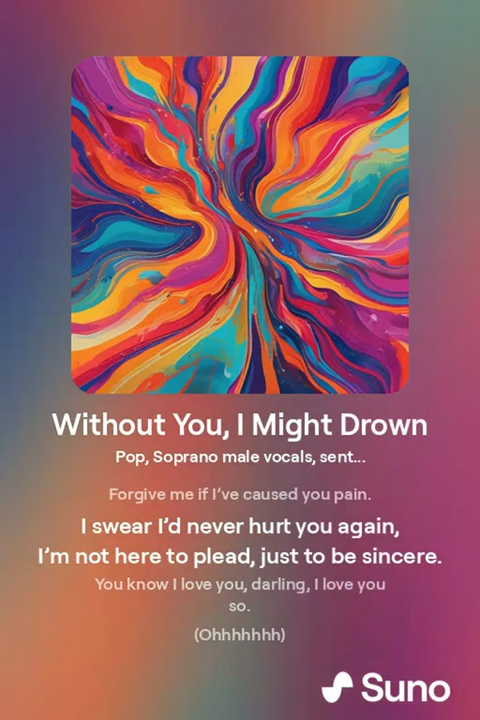 Without You, I Might Drown
Pop, Soprano male vocals, sent...
Forgive me if I've caused you pain.
I swear I'd never hurt you again,
I'm not here to plead, just to be sincere.
You know I love you, darling, I love you
so.
(Ohhhhhhh)
Suno